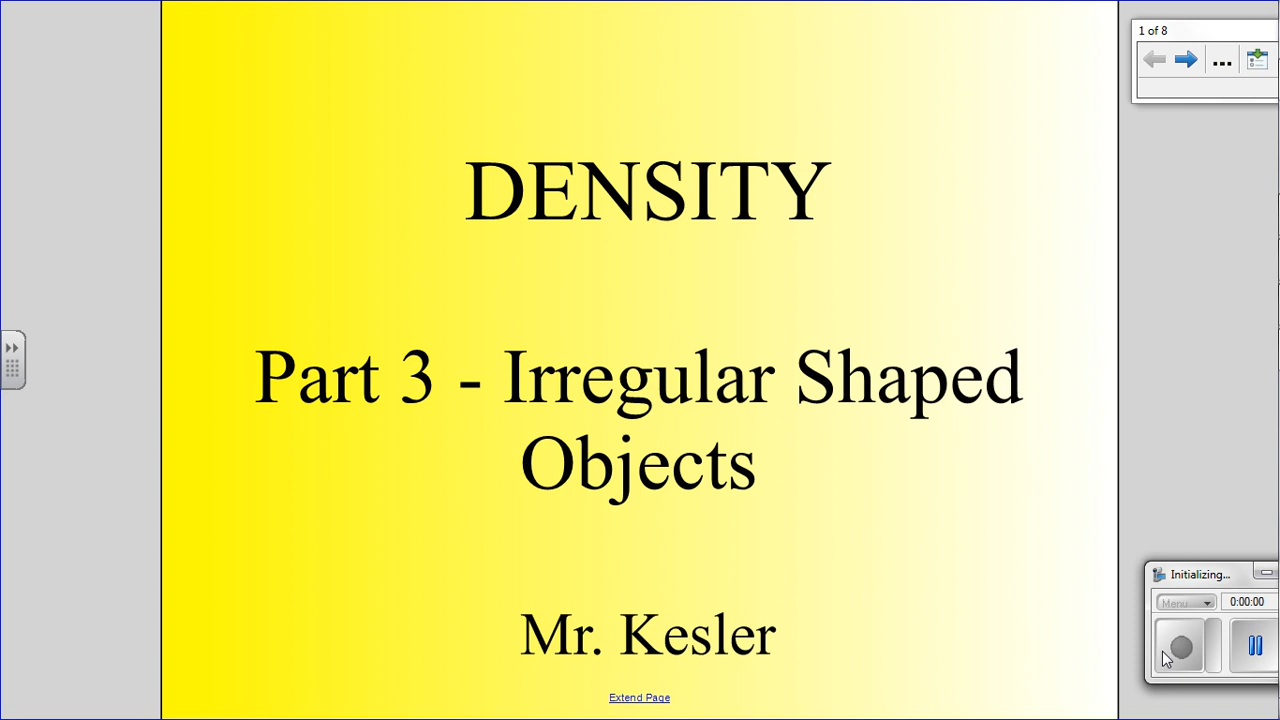 1 of 8
...
DENSITY
Part 3 - Irregular Shaped
Objects
Initializing...
Menu
0:00:00
Mr. Kesler
Extend Page